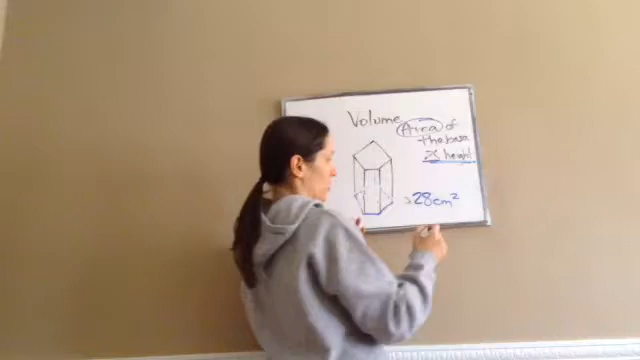 Volume
Area of
the base
x height
28cm²